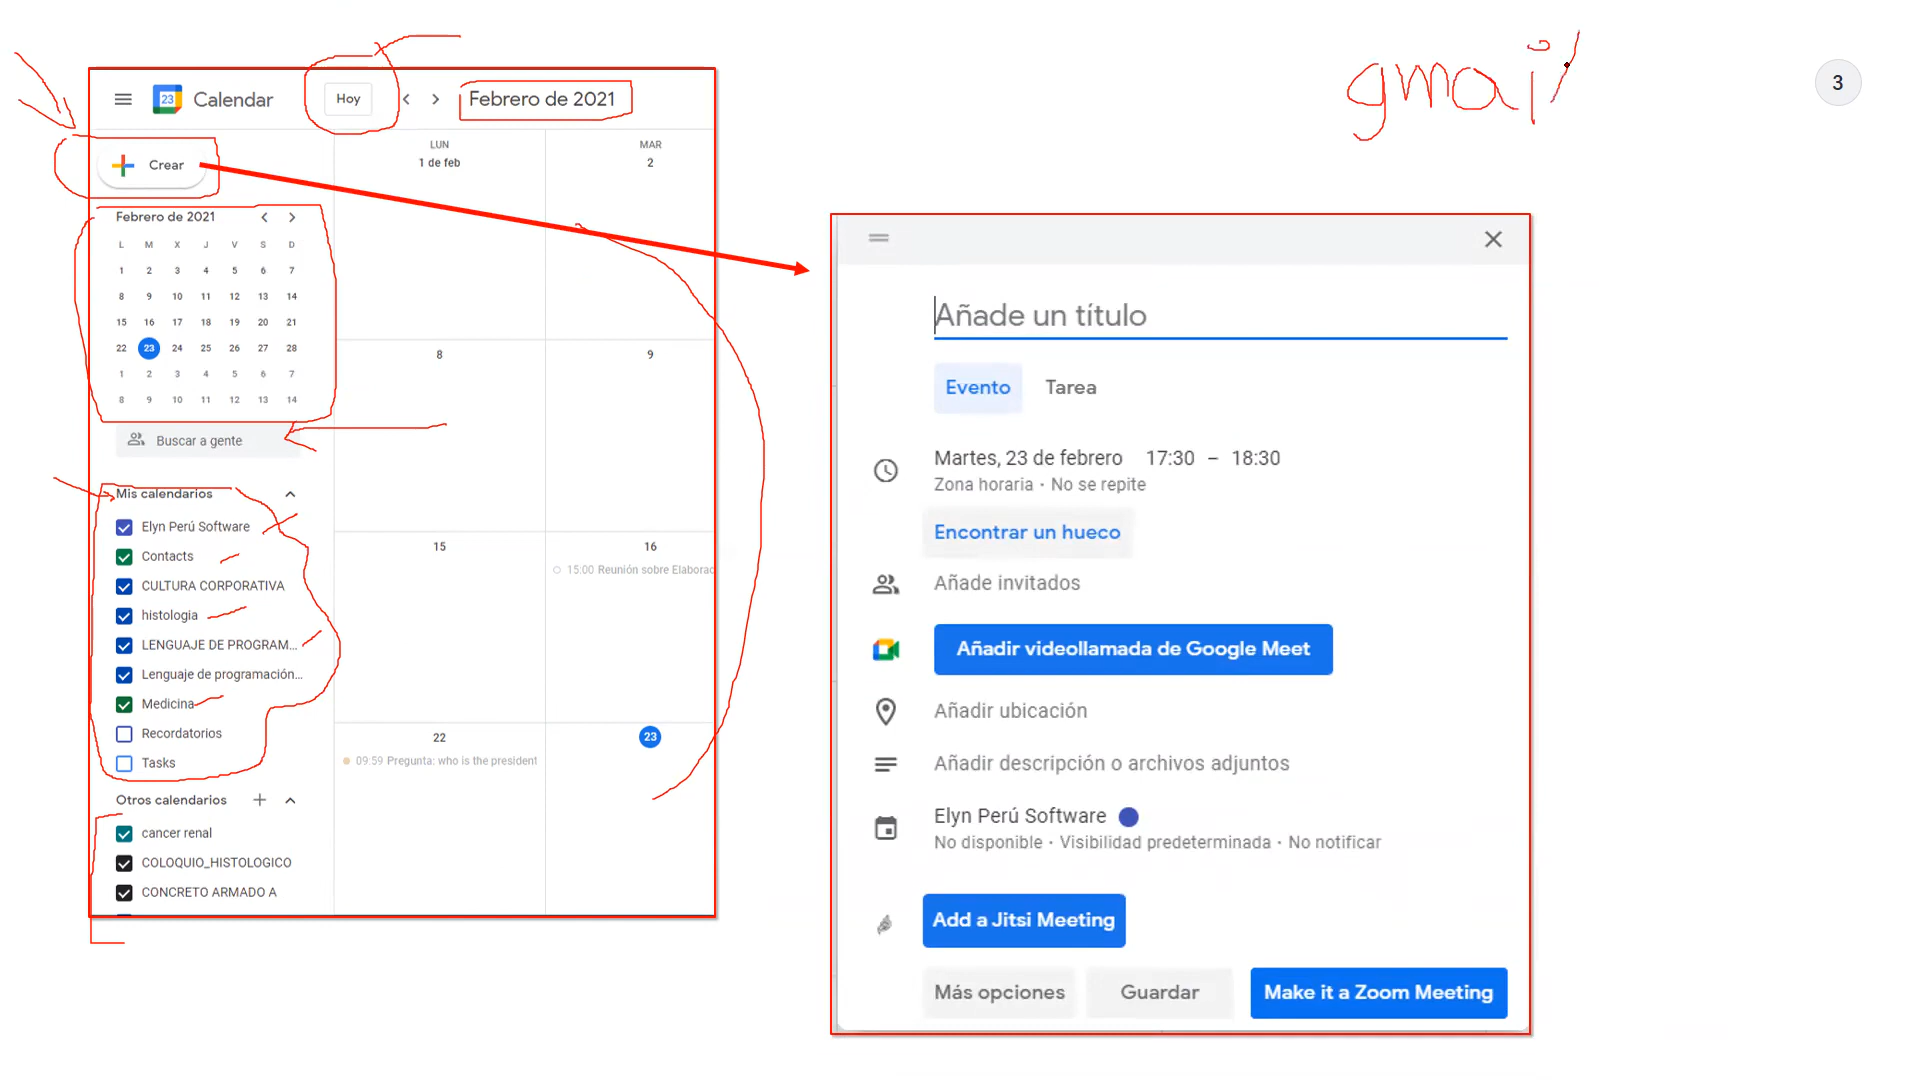 gmail
3
23 Calendar
Hoy
Febrero de 2021
Crear
Febrero de 2021
L M X J V S D
1 2 3 4 5 6 7
8 9 10 11 12 13 14
15 16 17 18 19 20 21
22 23 24 25 26 27 28
1 2 3 4 5 6 7
8 9 10 11 12 13 14
Buscar a gente
Mis calendarios
Elyn Perú Software
Contacts
CULTURA CORPORATIVA
histologia
LENGUAJE DE PROGRAM...
Lenguaje de programación...
Medicina
Recordatorios
Tasks
Otros calendarios
cancer renal
COLOQUIO_HISTOLOGICO
CONCRETO ARMADO A
LUN MAR
1 de feb 2
8 9
15 16
15:00 Reunión sobre Elaborac
22 23
09:59 Pregunta: who is the president
Añade un título
Evento Tarea
Martes, 23 de febrero 17:30 – 18:30
Zona horaria • No se repite
Encontrar un hueco
Añade invitados
Añadir videollamada de Google Meet
Añadir ubicación
Añadir descripción o archivos adjuntos
Elyn Perú Software
No disponible • Visibilidad predeterminada • No notificar
Add a Jitsi Meeting
Más opciones Guardar Make it a Zoom Meeting